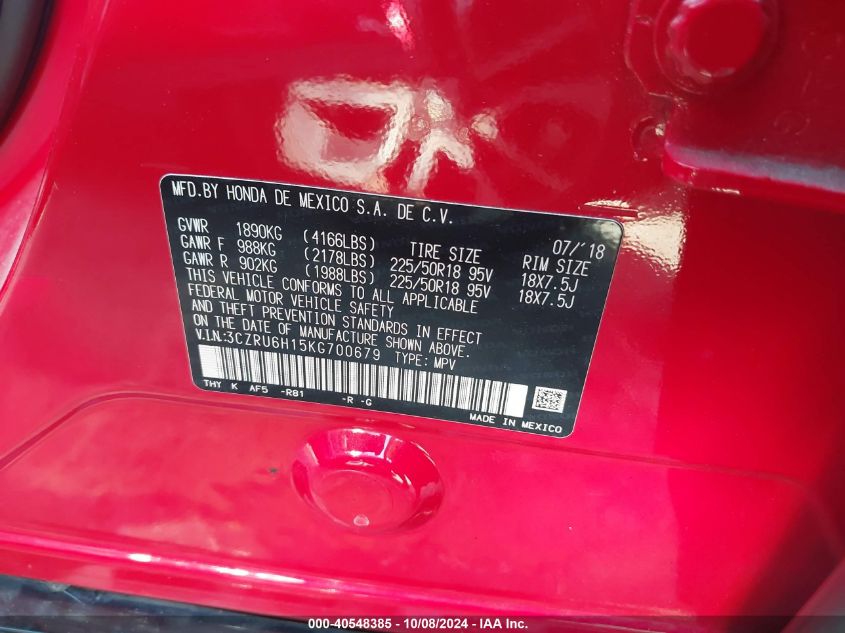 MFD.BY HONDA DE MEXICO S.A. DE C.V.
07/'18
GVWR 1890KG (4166LBS) TIRE SIZE RIM SIZE
GAWR F 988KG (2178LBS) 225/50R18 95V 18X7.5J
GAWR R 902KG (1988LBS) 225/50R18 95V 18X7.5J
THIS VEHICLE CONFORMS TO ALL APPLICABLE
FEDERAL MOTOR VEHICLE SAFETY
AND THEFT PREVENTION STANDARDS IN EFFECT
ON THE DATE OF MANUFACTURE SHOWN ABOVE.
V.I.N:3CZRU6H15KG700679 TYPE: MPV
THY K AF5 -R81 -R -G
MADE IN MEXICO
000-40548385 - 10/08/2024 - IAA Inc.